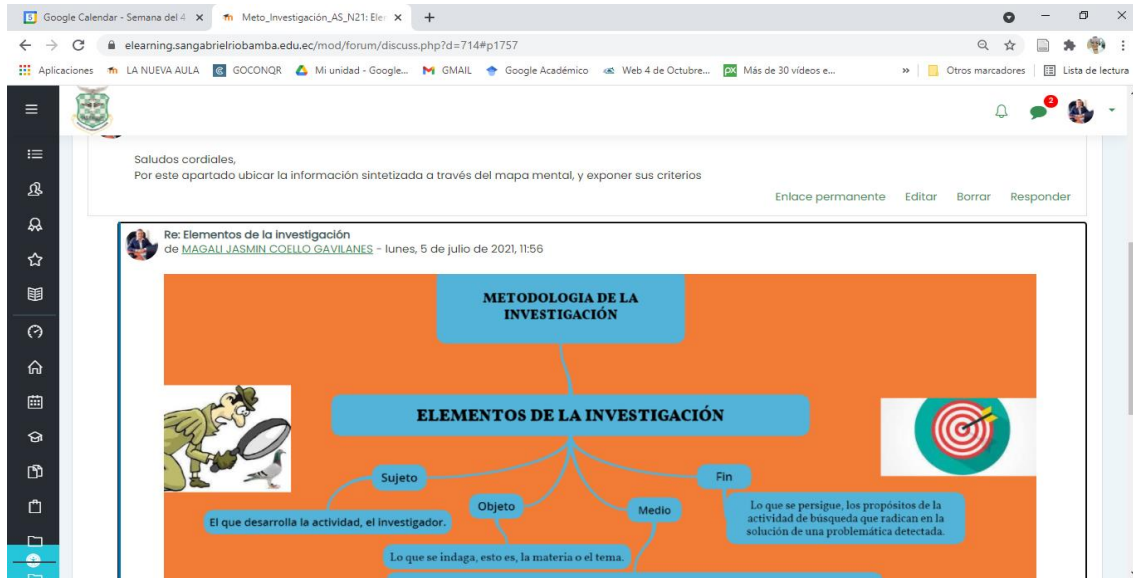 Google Calendar - Semana del 4
Meto_Investigación_AS_N21: Ele
elearning.sangabrielriobamba.edu.ec/mod/forum/discuss.php?d=714#p1757
Aplicaciones
LA NUEVA AULA
GOCONQR
Mi unidad - Google...
GMAIL
Google Académico
Web 4 de Octubre...
Más de 30 vídeos e...
»
Otros marcadores
Lista de lectura
2
Saludos cordiales,
Por este apartado ubicar la información sintetizada a través del mapa mental, y exponer sus criterios
Enlace permanente Editar Borrar Responder
Re: Elementos de la investigación
de MAGALI JASMIN COELLO GAVILANES - lunes, 5 de julio de 2021, 11:56
METODOLOGIA DE LA
INVESTIGACIÓN
ELEMENTOS DE LA INVESTIGACIÓN
Sujeto
El que desarrolla la actividad, el investigador.
Objeto
Lo que se indaga, esto es, la materia o el tema.
Medio
Fin
Lo que se persigue, los propósitos de la
actividad de búsqueda que radican en la
solución de una problemática detectada.